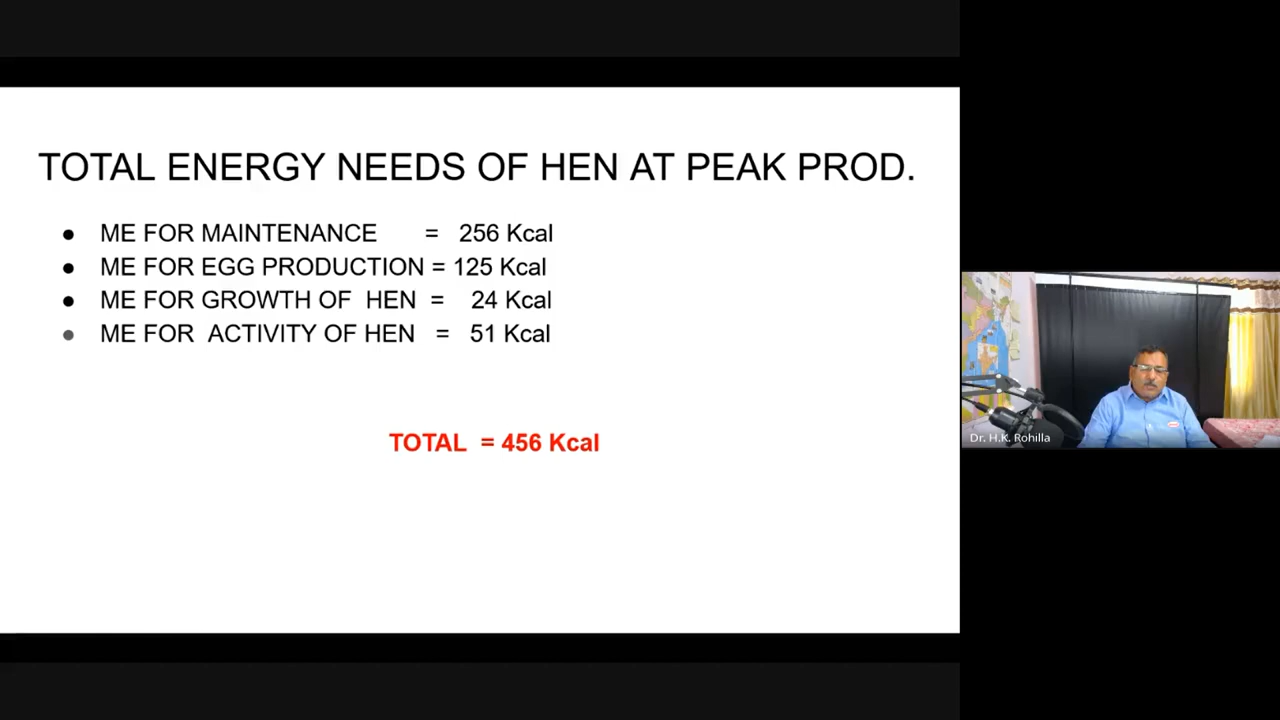 TOTAL ENERGY NEEDS OF HEN AT PEAK PROD.
● ME FOR MAINTENANCE = 256 Kcal
● ME FOR EGG PRODUCTION = 125 Kcal
● ME FOR GROWTH OF HEN = 24 Kcal
● ME FOR ACTIVITY OF HEN = 51 Kcal
TOTAL = 456 Kcal
Dr. H.K. Rohilla